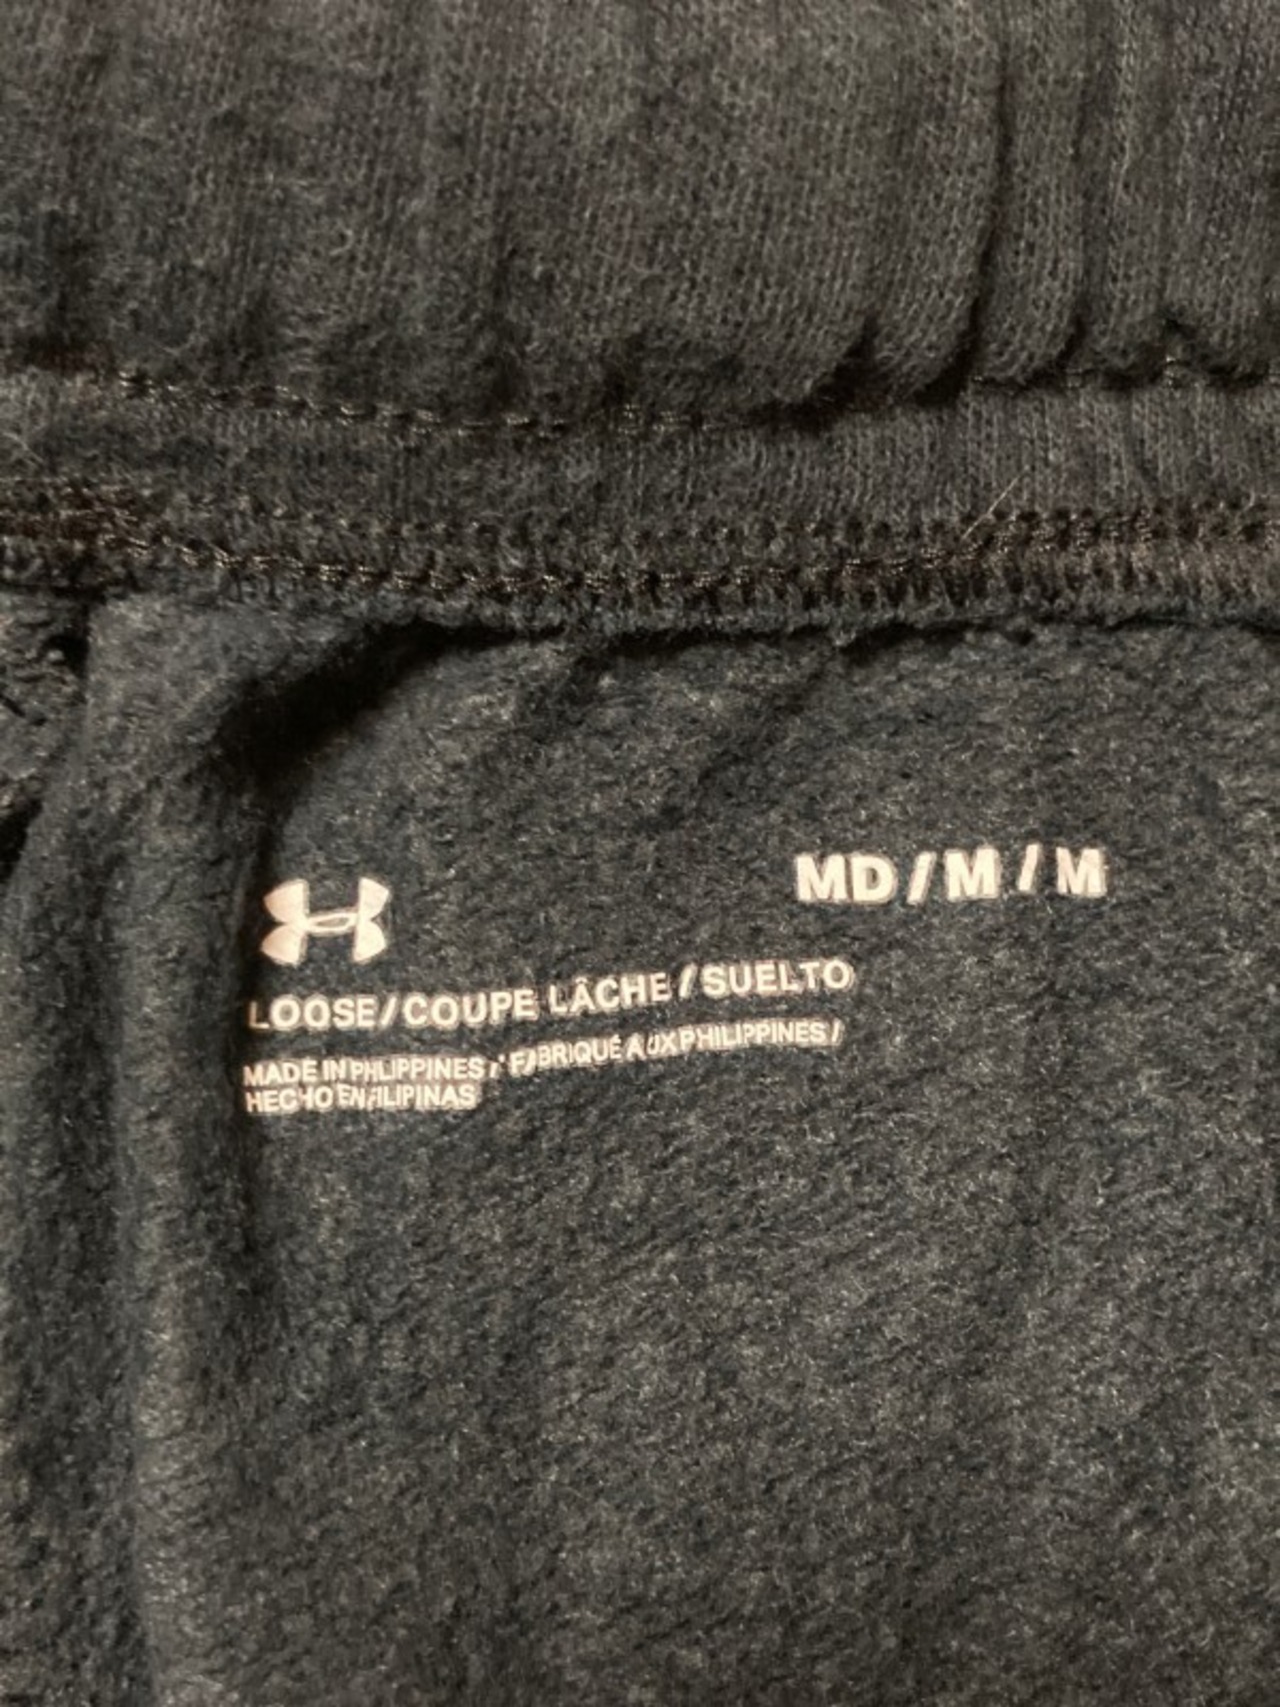 MD / M / M
LOOSE / COUPE LÂCHE / SUELTO
MADE IN PHILIPPINES / FABRIQUÉ AUX PHILIPPINES /
HECHO EN FILIPINAS